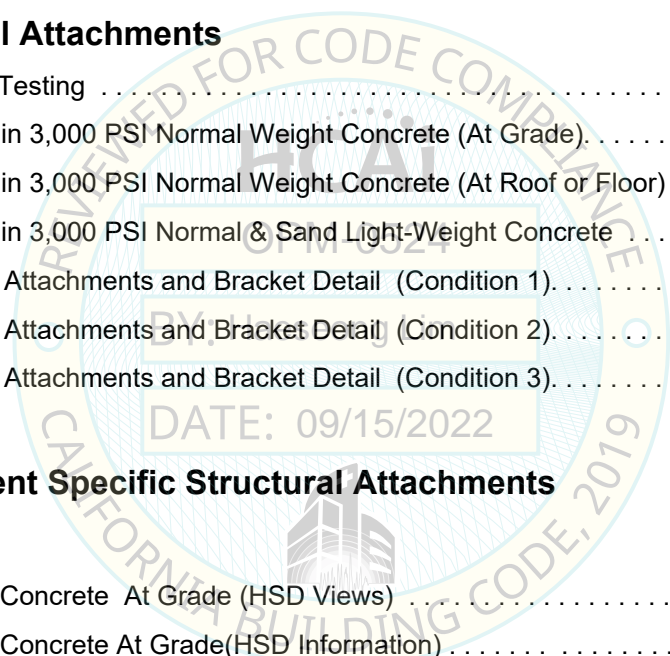 l Attachments
Testing . . . . . . . . . . . . . . . . . . . . . . . . . . . . . . . . . . . . . . .
in 3,000 PSI Normal Weight Concrete (At Grade). . . . . .
in 3,000 PSI Normal Weight Concrete (At Roof or Floor)
in 3,000 PSI Normal & Sand Light-Weight Concrete . . .
Attachments and Bracket Detail (Condition 1). . . . . . . .
Attachments and Bracket Detail (Condition 2). . . . . . . .
Attachments and Bracket Detail (Condition 3). . . . . . . .
ent Specific Structural Attachments
Concrete At Grade (HSD Views) . . . . . . . . . . . . . . . . . .
Concrete At Grade(HSD Information) . . . . . . . . . . . . . . .
REVIEWED FOR CODE COMPLIANCE
HCAi
OPM-0524
BY:
DATE: 09/15/2022
CALIFORNIA BUILDING CODE, 2019